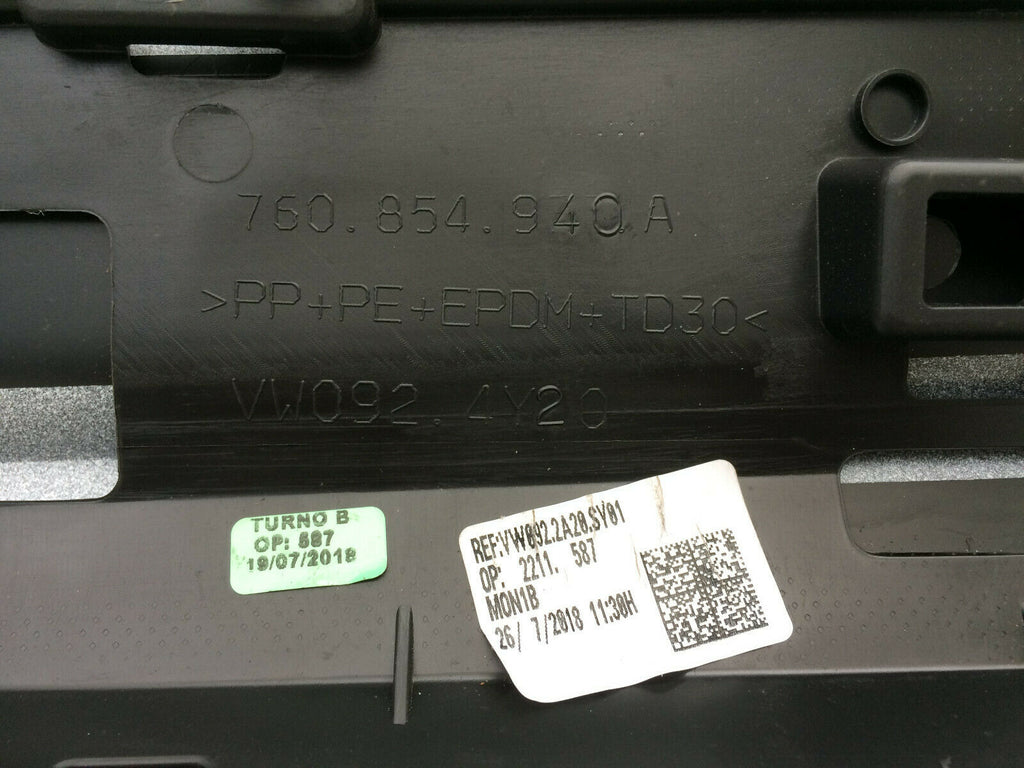 760.854.940 A
>PP+PE+EPDM+TD30<
VW092.4Y20
TURNO B
OP: 587
19/07/2018
REF:VW092.2A20.SY01
OP: 2211. 587
MON1B
26/ 7/2018 11:30H